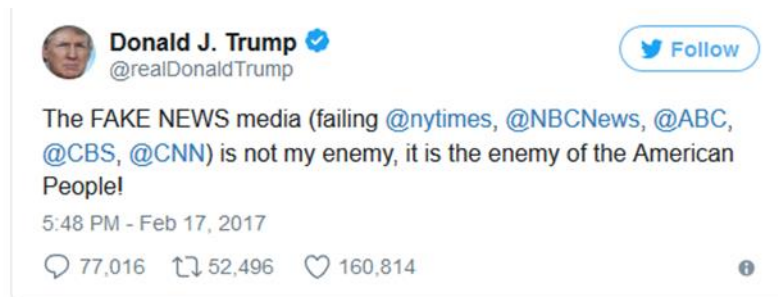 Donald J. Trump
@realDonaldTrump
Follow
The FAKE NEWS media (failing @nytimes, @NBCNews, @ABC,
@CBS, @CNN) is not my enemy, it is the enemy of the American
People!
5:48 PM - Feb 17, 2017
77,016 52,496 160,814